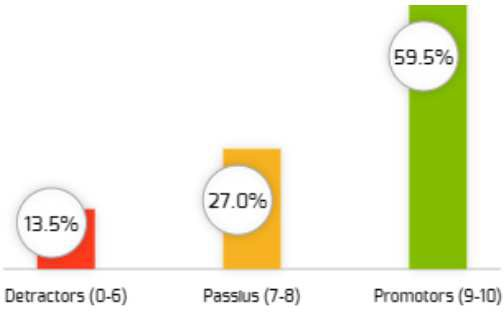 59.5%
27.0%
13.5%
Detractors (0-6) Passius (7-8) Promotors (9-10)